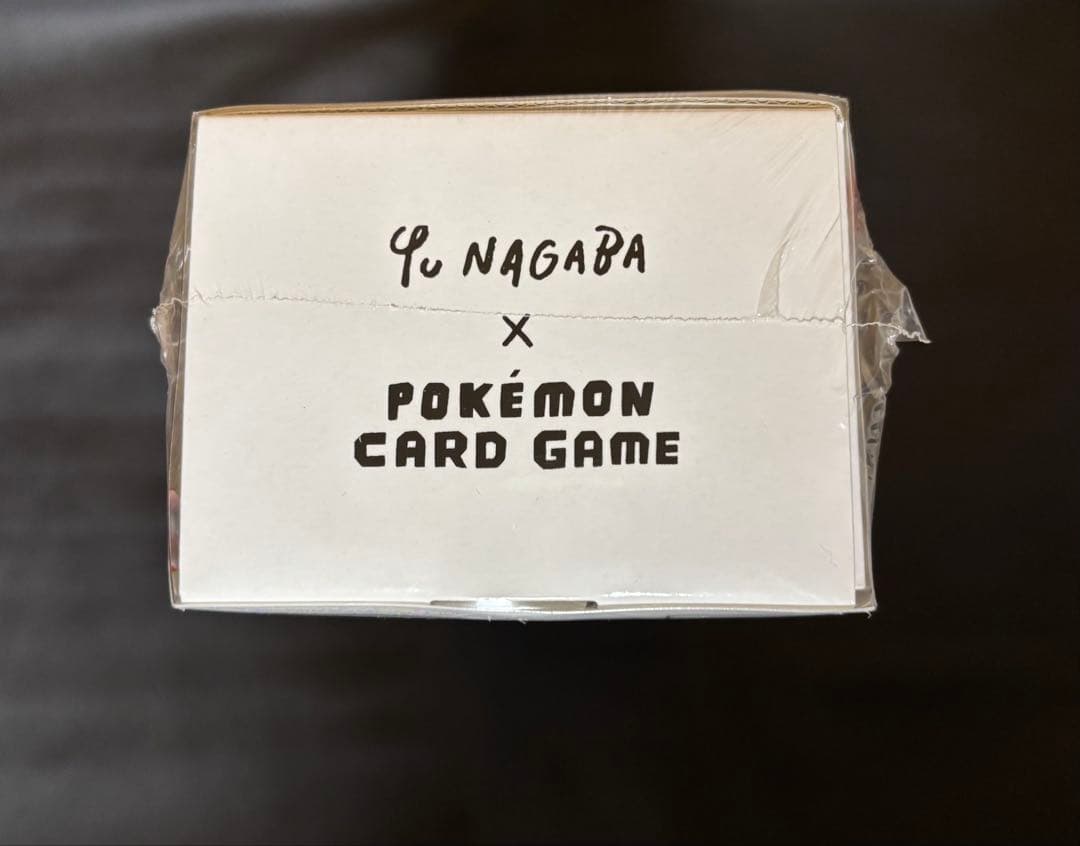 Yu NAGABA
×
POKÉMON
CARD GAME